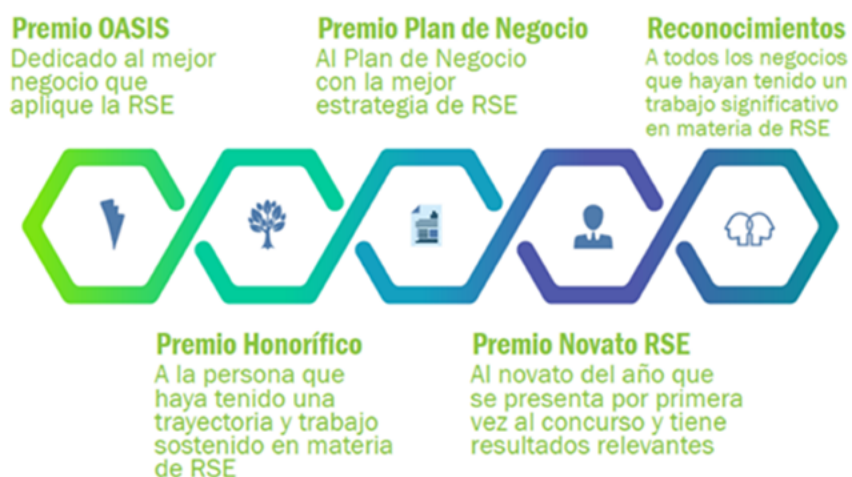 Premio OASIS
Dedicado al mejor
negocio que
aplique la RSE
Premio Plan de Negocio
Al Plan de Negocio
con la mejor
estrategia de RSE
Reconocimientos
A todos los negocios
que hayan tenido un
trabajo significativo
en materia de RSE
Premio Honorífico
A la persona que
haya tenido una
trayectoria y trabajo
sostenido en materia
de RSE
Premio Novato RSE
Al novato del año que
se presenta por primera
vez al concurso y tiene
resultados relevantes